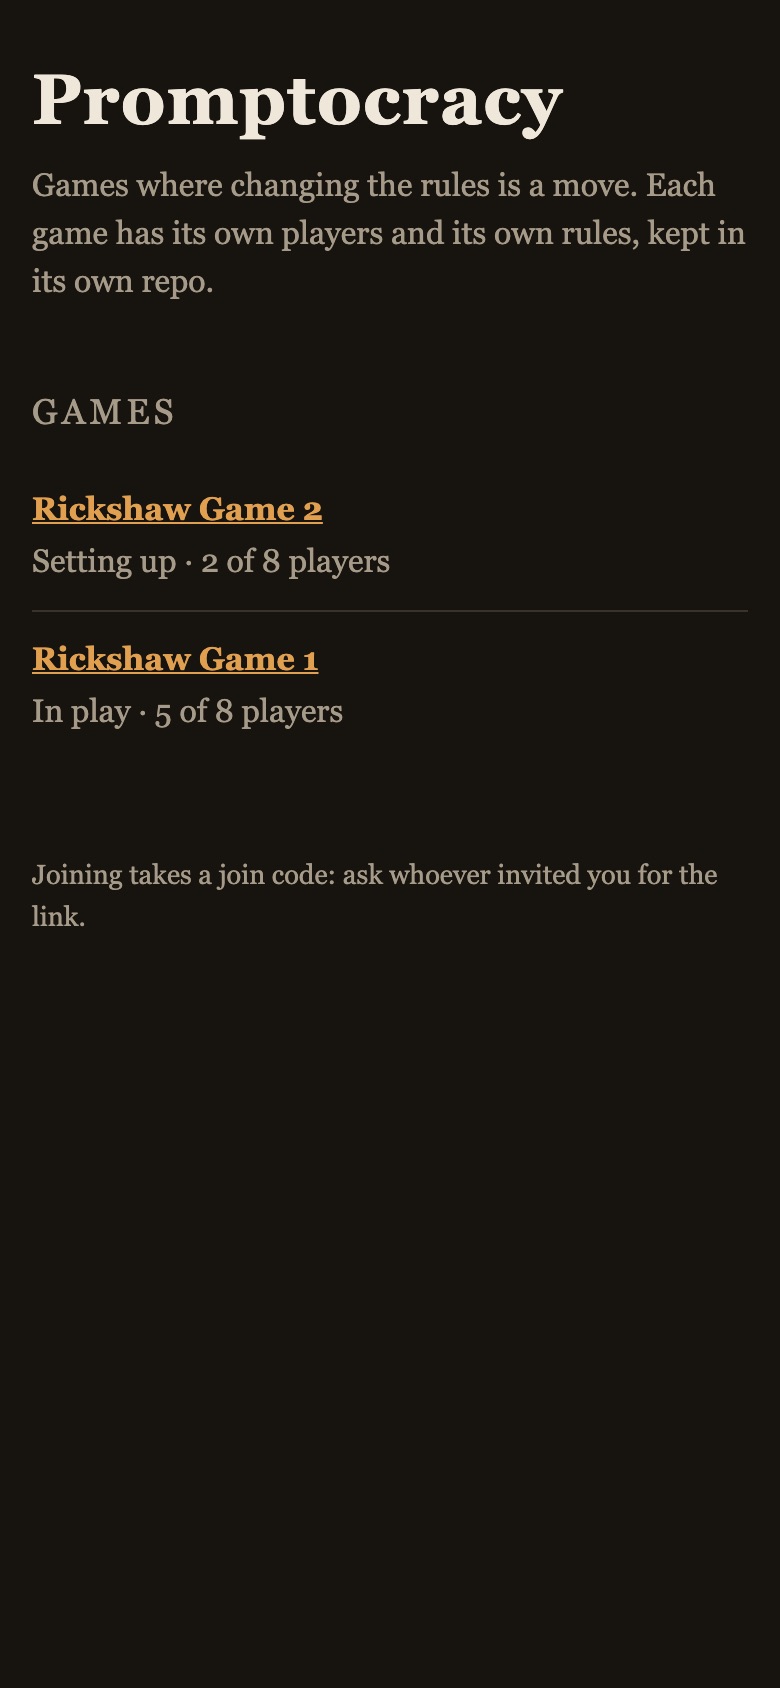 Promptocracy
Games where changing the rules is a move. Each
game has its own players and its own rules, kept in
its own repo.
GAMES
Rickshaw Game 2
Setting up · 2 of 8 players
Rickshaw Game 1
In play · 5 of 8 players
Joining takes a join code: ask whoever invited you for the
link.